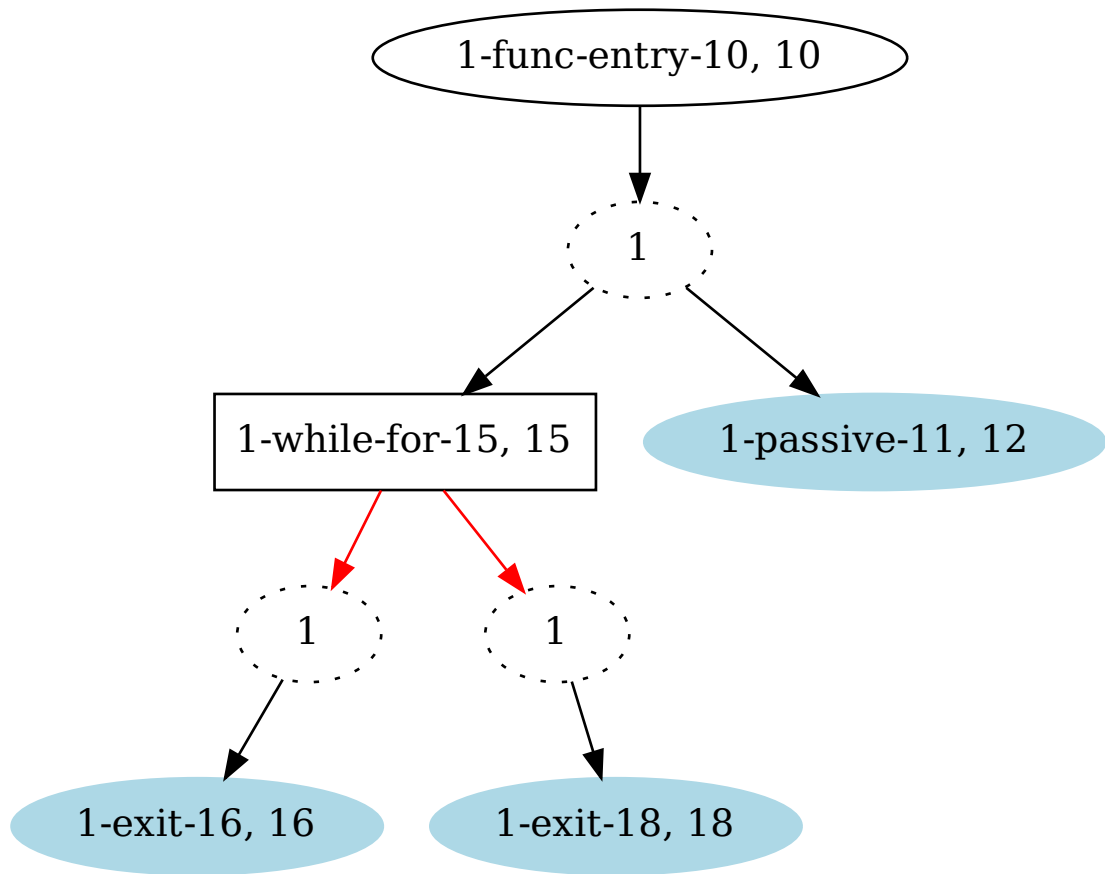 1-func-entry-10, 10
1
1-while-for-15, 15
1-passive-11, 12
1
1
1-exit-16, 16
1-exit-18, 18